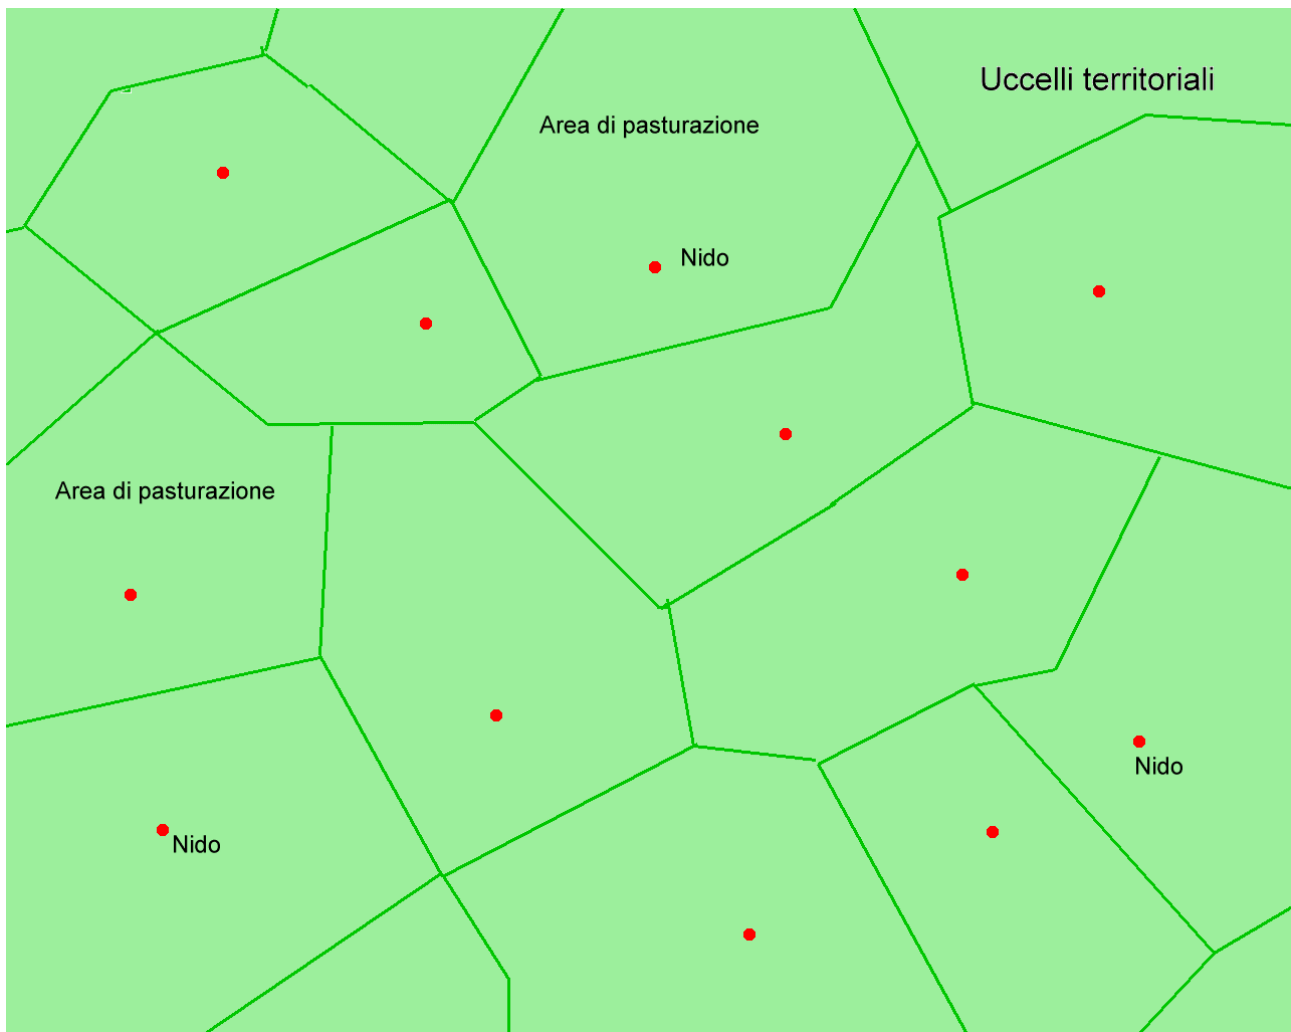 Uccelli territoriali
Area di pasturazione
Nido
Area di pasturazione
Nido
Nido